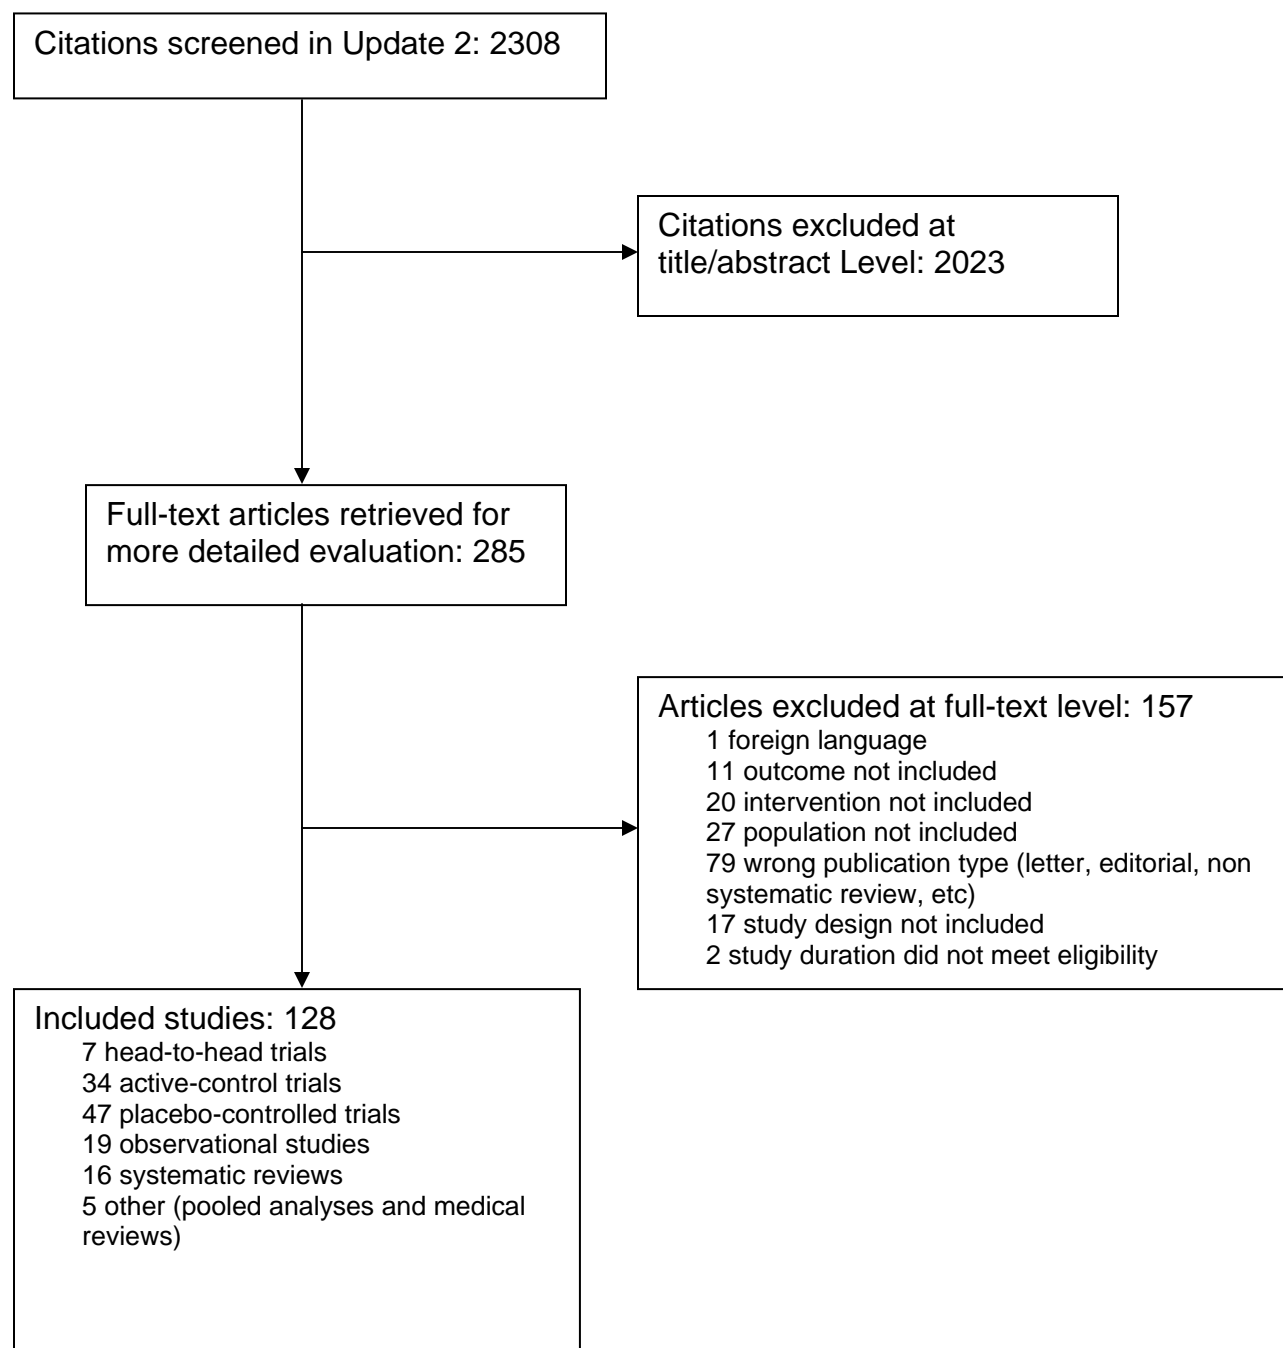 Citations screened in Update 2: 2308
Citations excluded at
title/abstract Level: 2023
Full-text articles retrieved for
more detailed evaluation: 285
Articles excluded at full-text level: 157
1 foreign language
11 outcome not included
20 intervention not included
27 population not included
79 wrong publication type (letter, editorial, non
systematic review, etc)
17 study design not included
2 study duration did not meet eligibility
Included studies: 128
7 head-to-head trials
34 active-control trials
47 placebo-controlled trials
19 observational studies
16 systematic reviews
5 other (pooled analyses and medical
reviews)